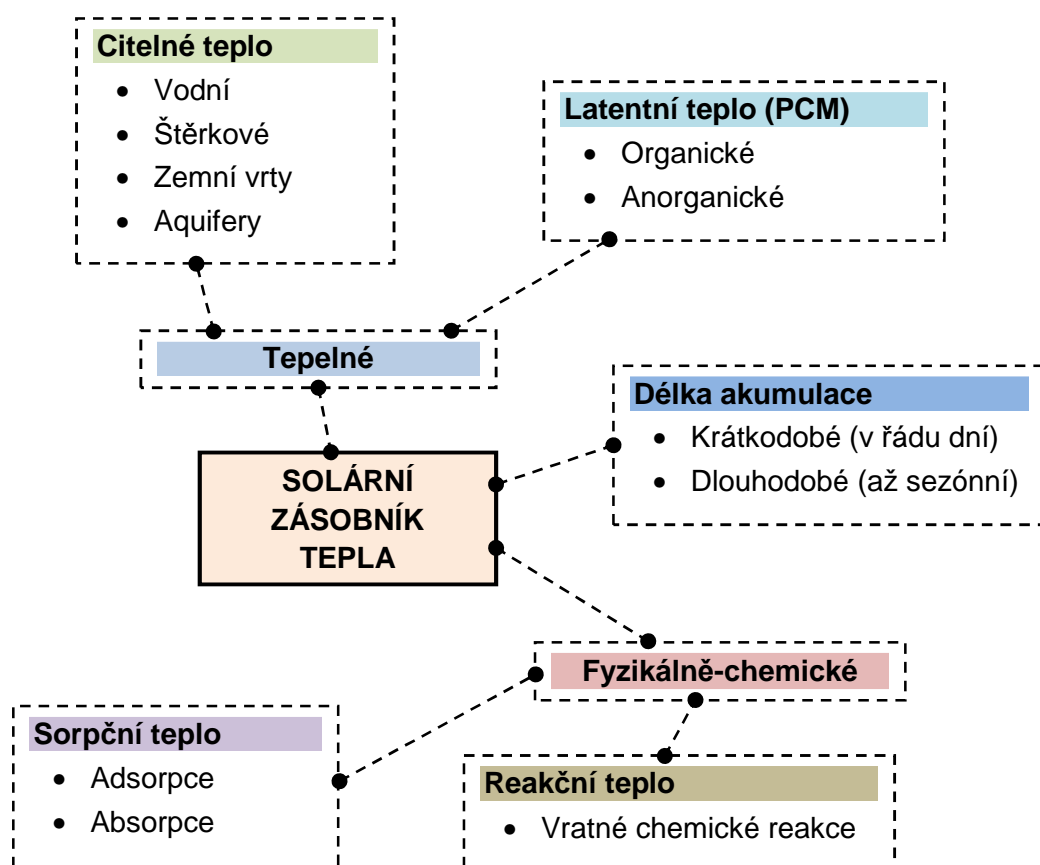 Citelné teplo
• Vodní
• Štěrkové
• Zemní vrty
• Aquifery
Latentní teplo (PCM)
• Organické
• Anorganické
Tepelné
Délka akumulace
• Krátkodobé (v řádu dní)
• Dlouhodobé (až sezónní)
SOLÁRNÍ
ZÁSOBNÍK
TEPLA
Fyzikálně-chemické
Sorpční teplo
• Adsorpce
• Absorpce
Reakční teplo
• Vratné chemické reakce